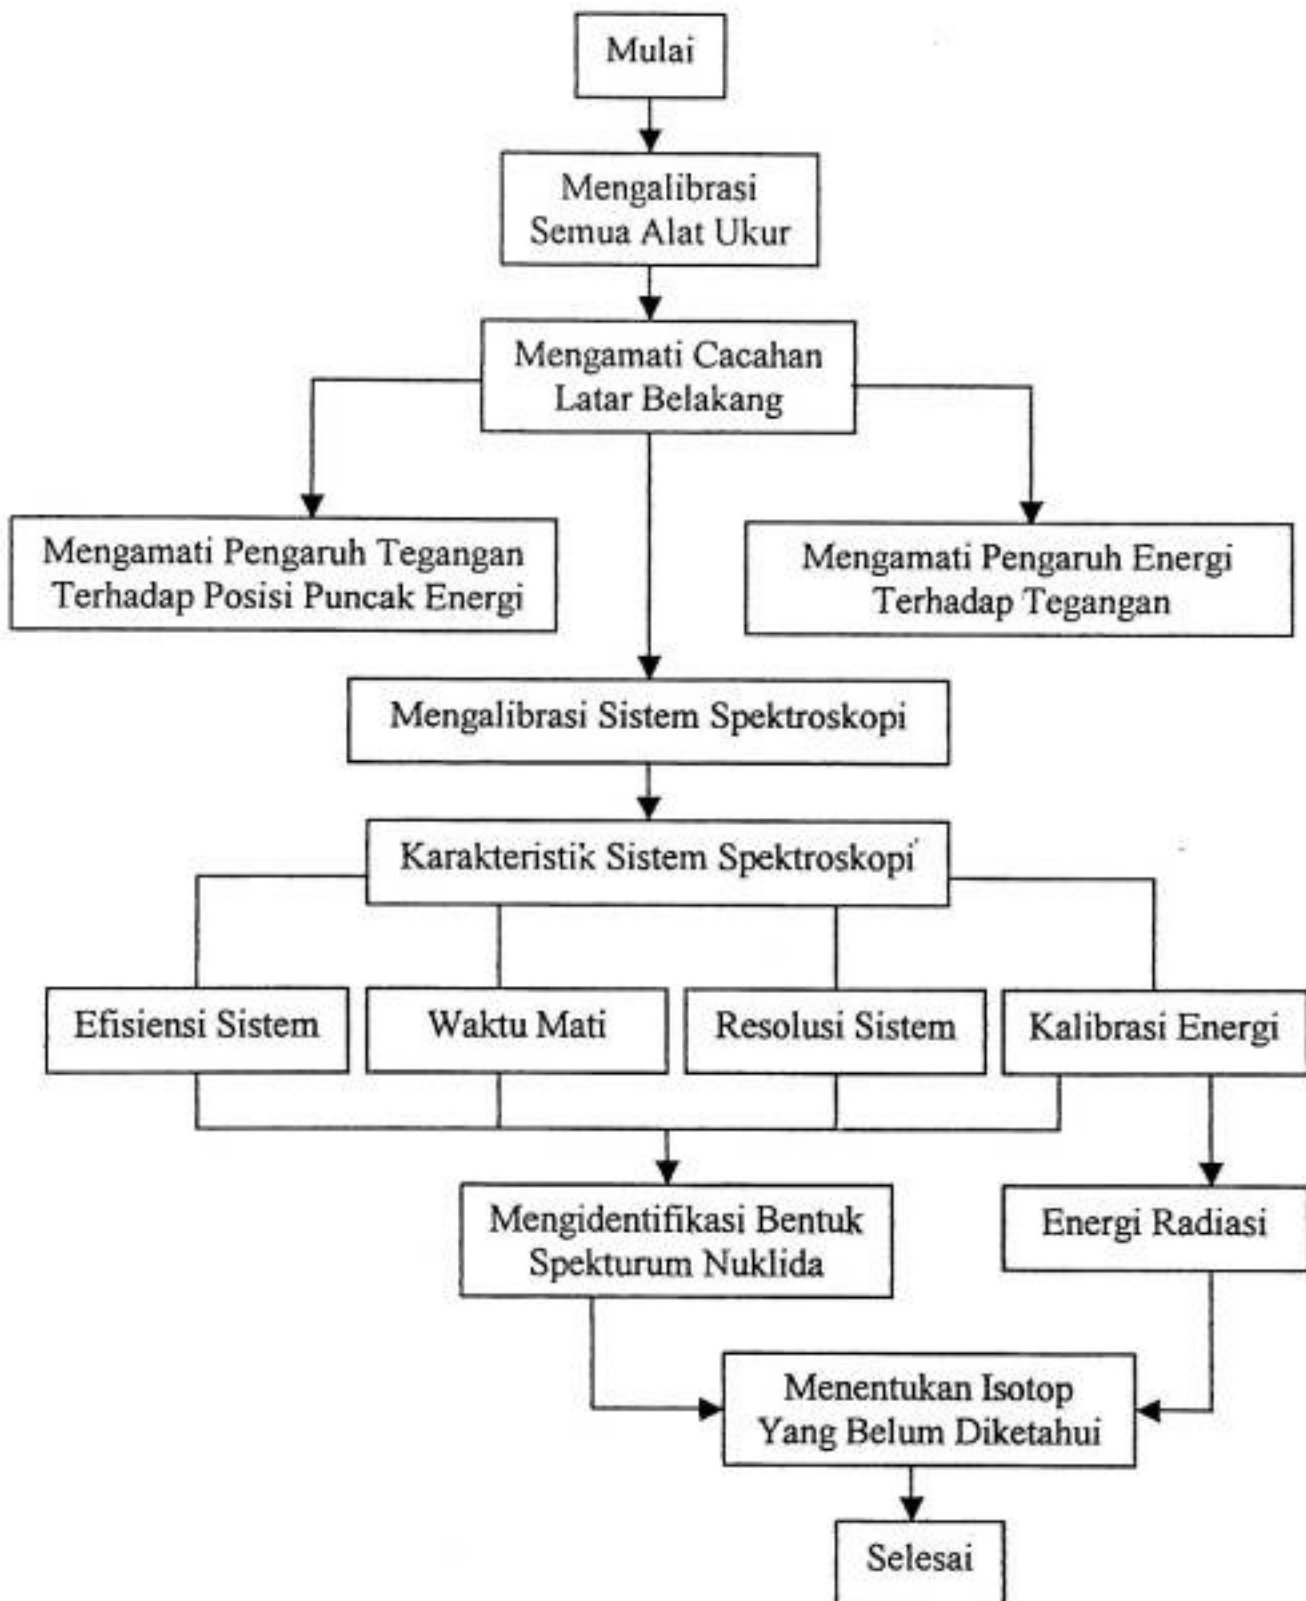 Mulai
Mengalibrasi
Semua Alat Ukur
Mengamati Cacahan
Latar Belakang
Mengamati Pengaruh Tegangan
Terhadap Posisi Puncak Energi
Mengamati Pengaruh Energi
Terhadap Tegangan
Mengalibrasi Sistem Spektroskopi
Karakteristik Sistem Spektroskopi
Efisiensi Sistem
Waktu Mati
Resolusi Sistem
Kalibrasi Energi
Mengidentifikasi Bentuk
Spekturum Nuklida
Energi Radiasi
Menentukan Isotop
Yang Belum Diketahui
Selesai